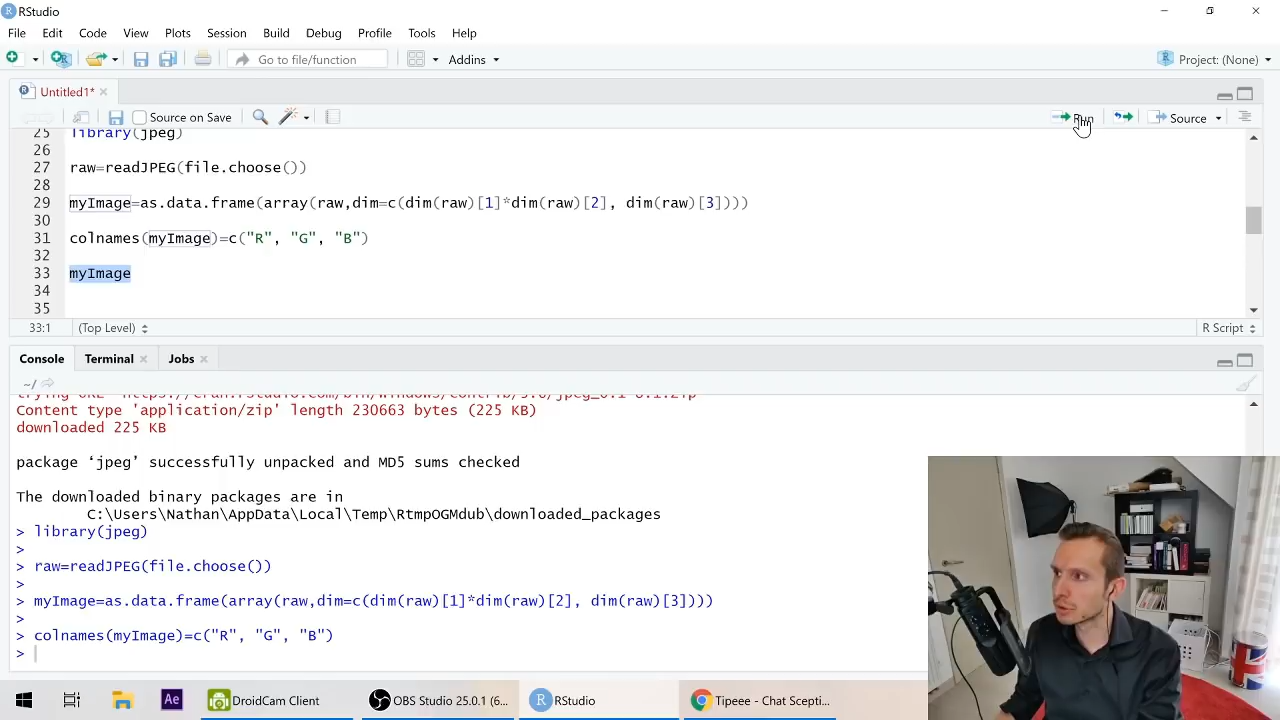 RStudio
File Edit Code View Plots Session Build Debug Profile Tools Help
Go to file/function Addins Project: (None)
Untitled1*
Source on Save Run Source
25 library(jpeg)
26
27 raw=readJPEG(file.choose())
28
29 myImage=as.data.frame(array(raw,dim=c(dim(raw)[1]*dim(raw)[2], dim(raw)[3])))
30
31 colnames(myImage)=c("R", "G", "B")
32
33 myImage
34
35
33:1 (Top Level) R Script
Console Terminal Jobs
~/
Content type 'application/zip' length 230663 bytes (225 KB)
downloaded 225 KB
package ‘jpeg’ successfully unpacked and MD5 sums checked
The downloaded binary packages are in
C:\Users\Nathan\AppData\Local\Temp\RtmpOGMdub\downloaded_packages
> library(jpeg)
>
> raw=readJPEG(file.choose())
>
> myImage=as.data.frame(array(raw,dim=c(dim(raw)[1]*dim(raw)[2], dim(raw)[3])))
>
> colnames(myImage)=c("R", "G", "B")
>
Ae DroidCam Client OBS Studio 25.0.1 (6... RStudio Tipeee - Chat Scepti...